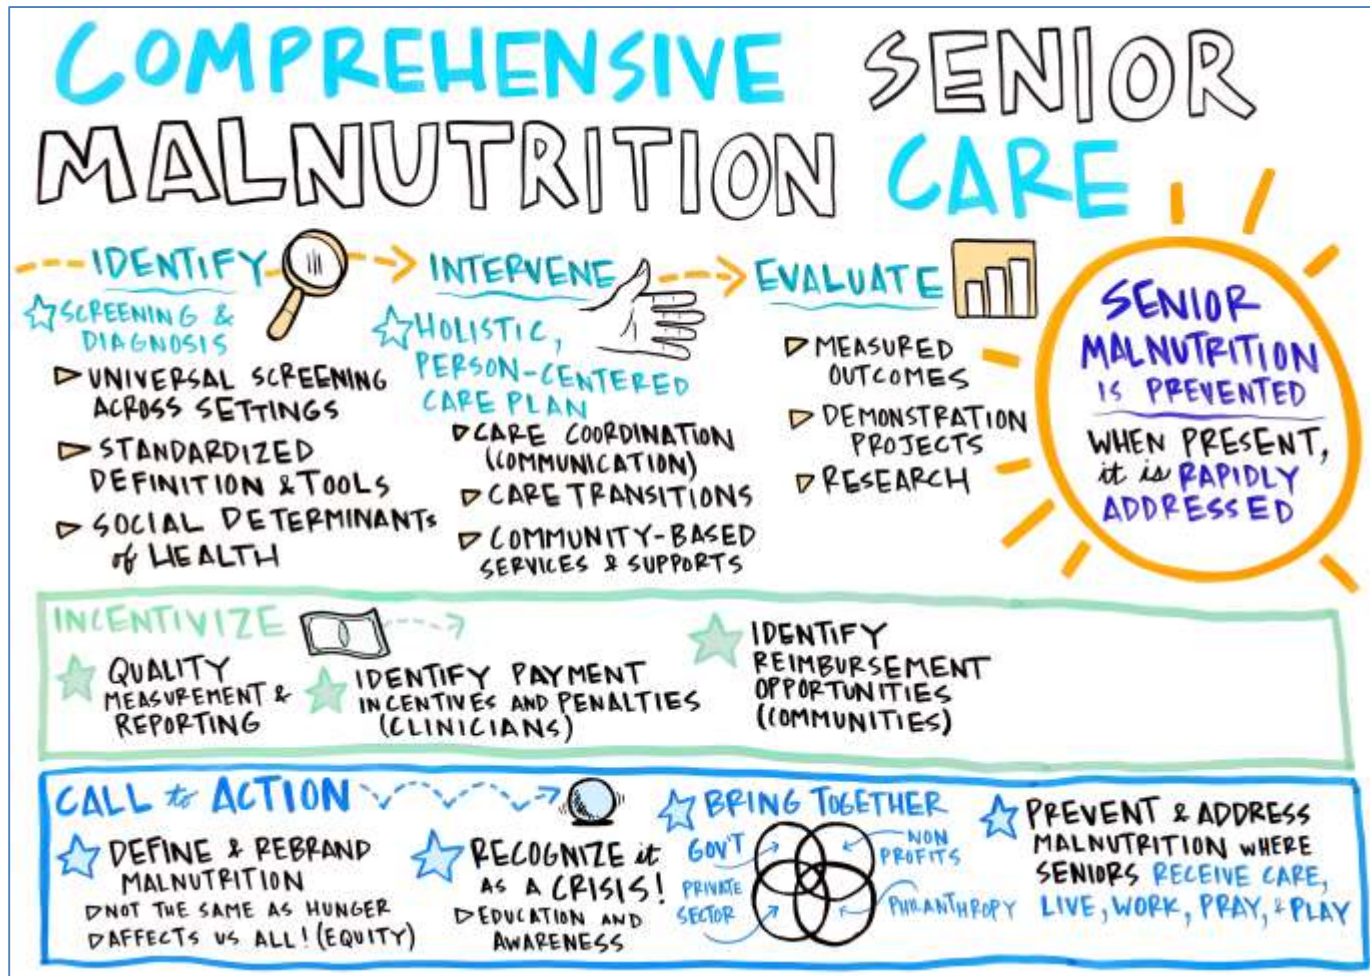 COMPREHENSIVE SENIOR
MALNUTRITION CARE
IDENTIFY
☆ SCREENING &
DIAGNOSIS
▷ UNIVERSAL SCREENING
ACROSS SETTINGS
▷ STANDARDIZED
DEFINITION & TOOLS
▷ SOCIAL DETERMINANTS
of HEALTH
INTERVENE
☆ HOLISTIC,
PERSON-CENTERED
CARE PLAN
▷ CARE COORDINATION
(COMMUNICATION)
▷ CARE TRANSITIONS
▷ COMMUNITY-BASED
SERVICES & SUPPORTS
EVALUATE
▷ MEASURED
OUTCOMES
▷ DEMONSTRATION
PROJECTS
▷ RESEARCH
SENIOR
MALNUTRITION
IS PREVENTED
WHEN PRESENT,
it is RAPIDLY
ADDRESSED
INCENTIVIZE
☆ QUALITY
MEASUREMENT &
REPORTING
☆ IDENTIFY PAYMENT
INCENTIVES AND PENALTIES
(CLINICIANS)
☆ IDENTIFY
REIMBURSEMENT
OPPORTUNITIES
(COMMUNITIES)
CALL to ACTION
☆ DEFINE & REBRAND
MALNUTRITION
▷ NOT THE SAME AS HUNGER
▷ AFFECTS US ALL! (EQUITY)
☆ RECOGNIZE it
AS A CRISIS!
▷ EDUCATION AND
AWARENESS
☆ BRING TOGETHER
GOV'T
NON
PROFITS
PRIVATE
SECTOR
PHILANTHROPY
☆ PREVENT & ADDRESS
MALNUTRITION WHERE
SENIORS RECEIVE CARE,
LIVE, WORK, PRAY, & PLAY